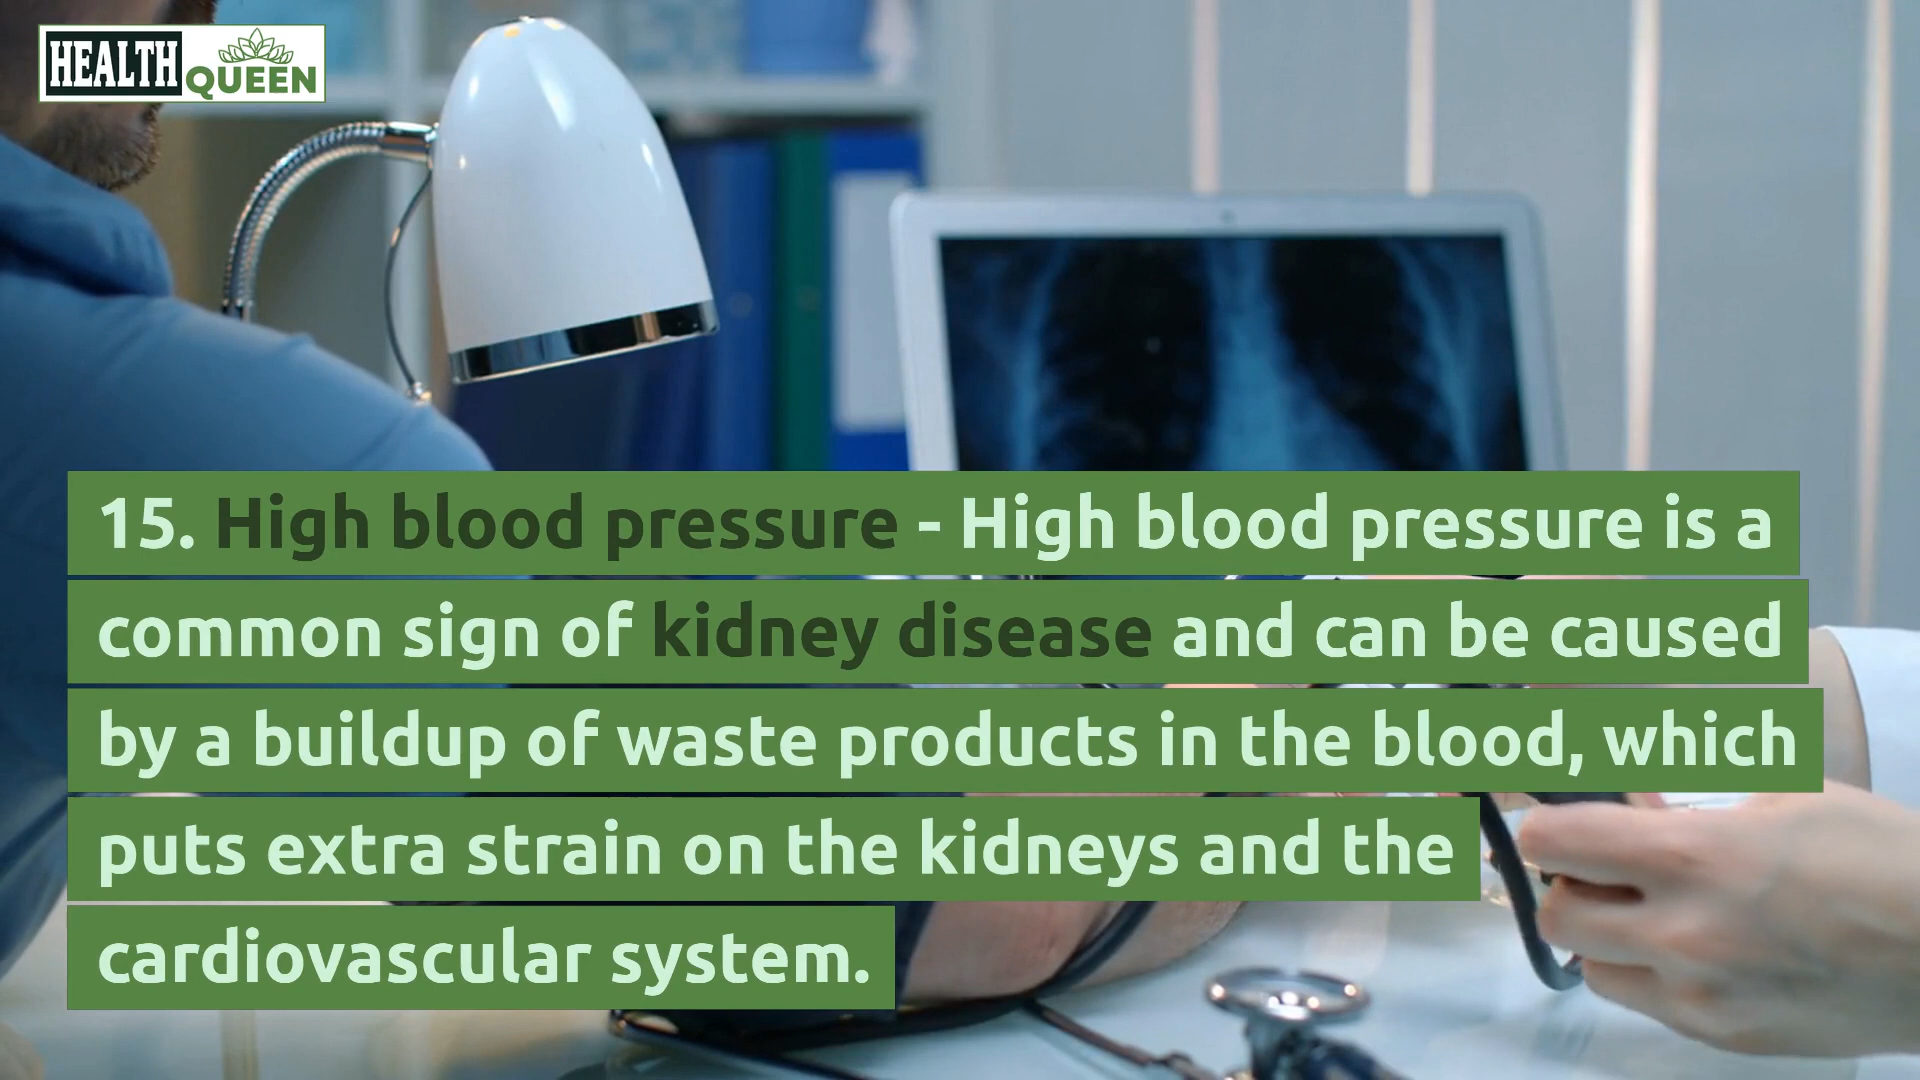 HEALTH QUEEN
15. High blood pressure - High blood pressure is a
common sign of kidney disease and can be caused
by a buildup of waste products in the blood, which
puts extra strain on the kidneys and the
cardiovascular system.